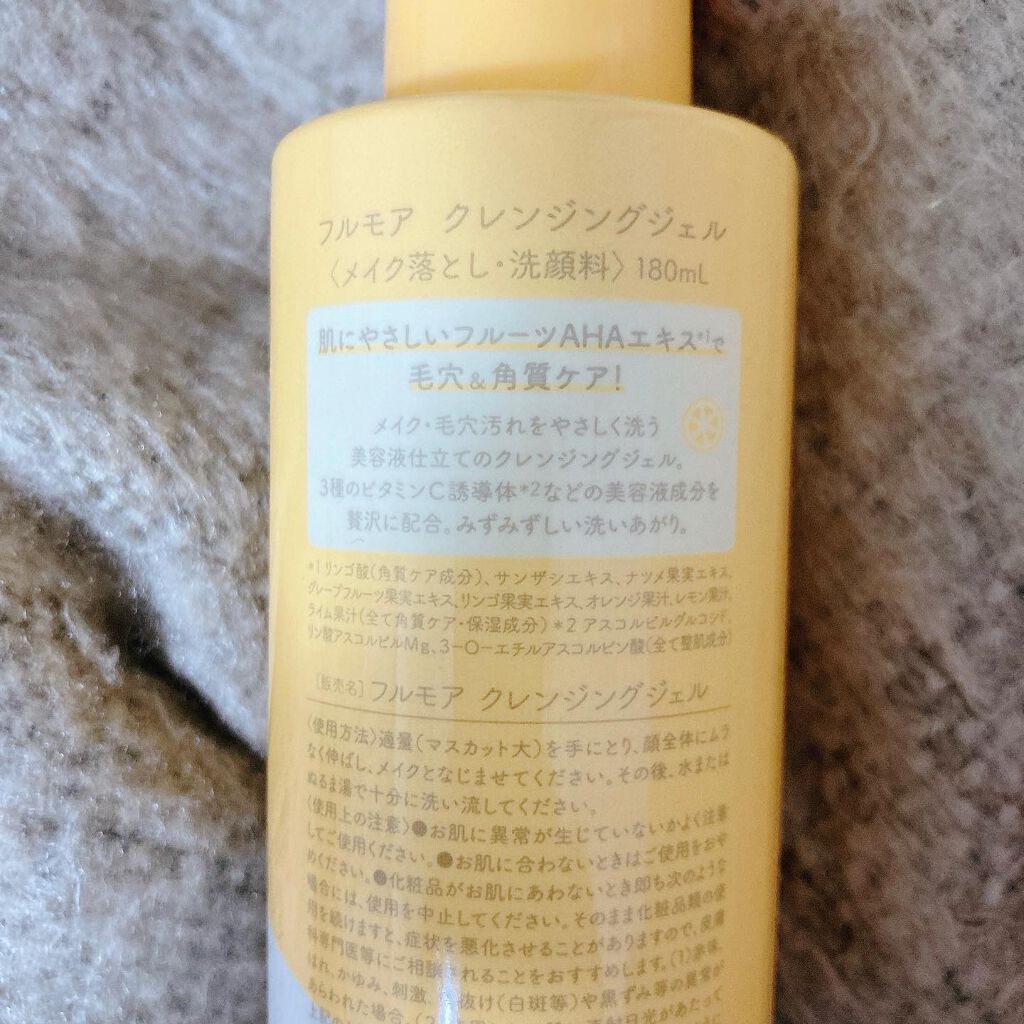 フルモア クレンジングジェル
〈メイク落とし・洗顔料〉180mL
肌にやさしいフルーツAHAエキス*1で
毛穴&角質ケア!
メイク・毛穴汚れをやさしく洗う
美容液仕立てのクレンジングジェル。
3種のビタミンC誘導体*2などの美容液成分を
贅沢に配合。みずみずしい洗いあがり。
*1 リンゴ酸(角質ケア成分)、サンザシエキス、ナツメ果実エキス、
グレープフルーツ果実エキス、リンゴ果実エキス、オレンジ果汁、レモン果汁、
ライム果汁(全て角質ケア・保湿成分) *2 アスコルビルグルコシド、
リン酸アスコルビルMg、3-O-エチルアスコルビン酸(全て整肌成分)
[販売名]フルモア クレンジングジェル
〈使用方法〉適量(マスカット大)を手にとり、顔全体にムラ
なく伸ばし、メイクとなじませてください。その後、水または
ぬるま湯で十分に洗い流してください。
〈使用上の注意〉●お肌に異常が生じていないかよく注意
してご使用ください。●お肌に合わないときはご使用をおや
めください。●化粧品がお肌にあわないとき即ち次のような
場合には、使用を中止してください。そのまま化粧品類の使
用を続けますと、症状を悪化させることがありますので、皮膚
科専門医等にご相談されることをおすすめします。(1)赤味、
はれ、かゆみ、刺激、抜け(白斑等)や黒ずみ等の異常が
あらわれた場合。(2 直射日光があたって